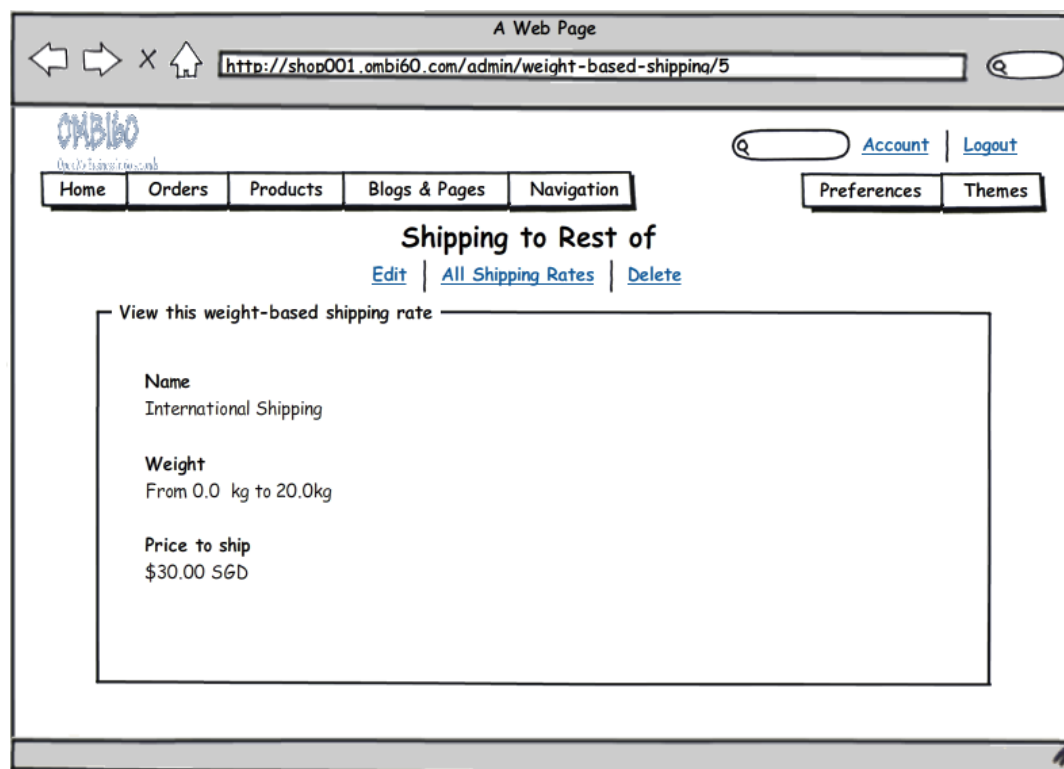 A Web Page
http://shop001.ombi60.com/admin/weight-based-shipping/5
OMBI60
Account | Logout
Home Orders Products Blogs & Pages Navigation Preferences Themes
Shipping to Rest of
Edit | All Shipping Rates | Delete
View this weight-based shipping rate
Name
International Shipping
Weight
From 0.0 kg to 20.0kg
Price to ship
$30.00 SGD